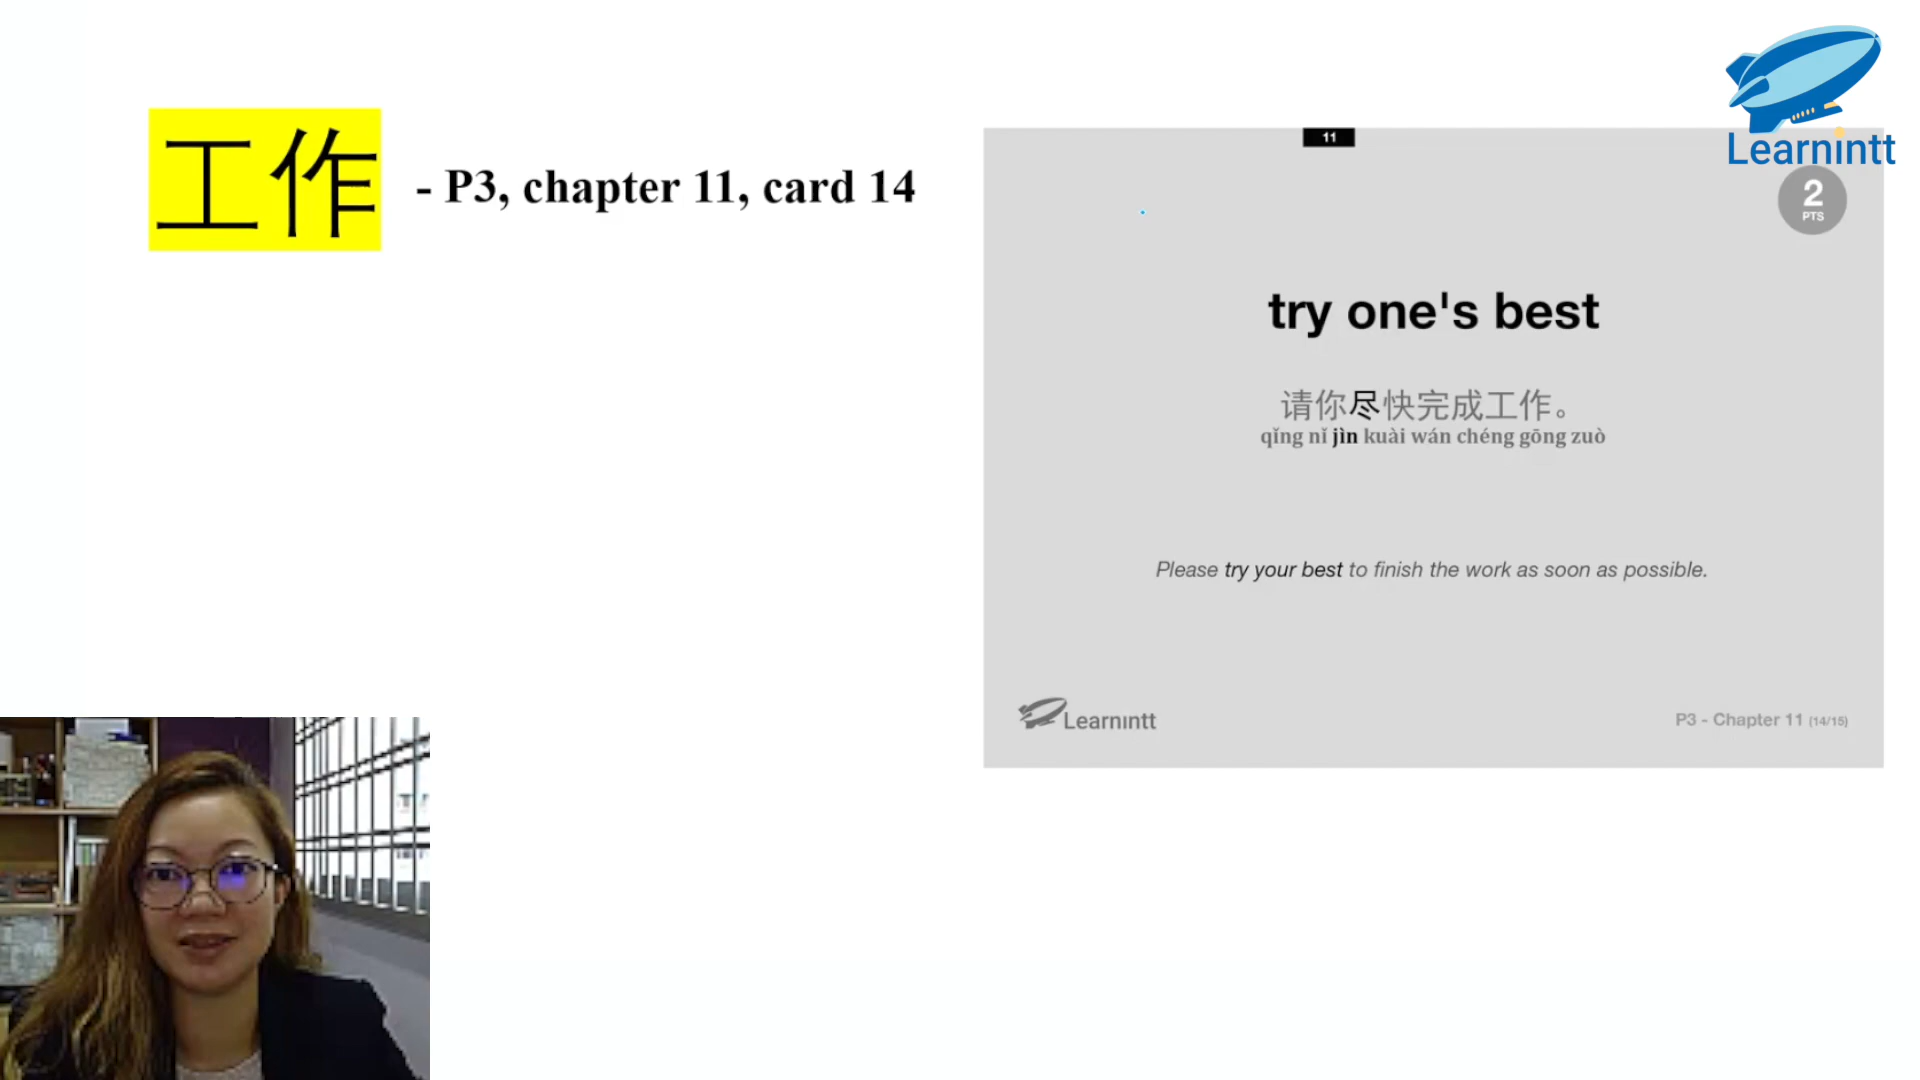 工作 - P3, chapter 11, card 14
Learnintt
11
2
PTS
try one's best
请你尽快完成工作。
qǐng nǐ jìn kuài wán chéng gōng zuò
Please try your best to finish the work as soon as possible.
Learnintt
P3 - Chapter 11 (14/15)